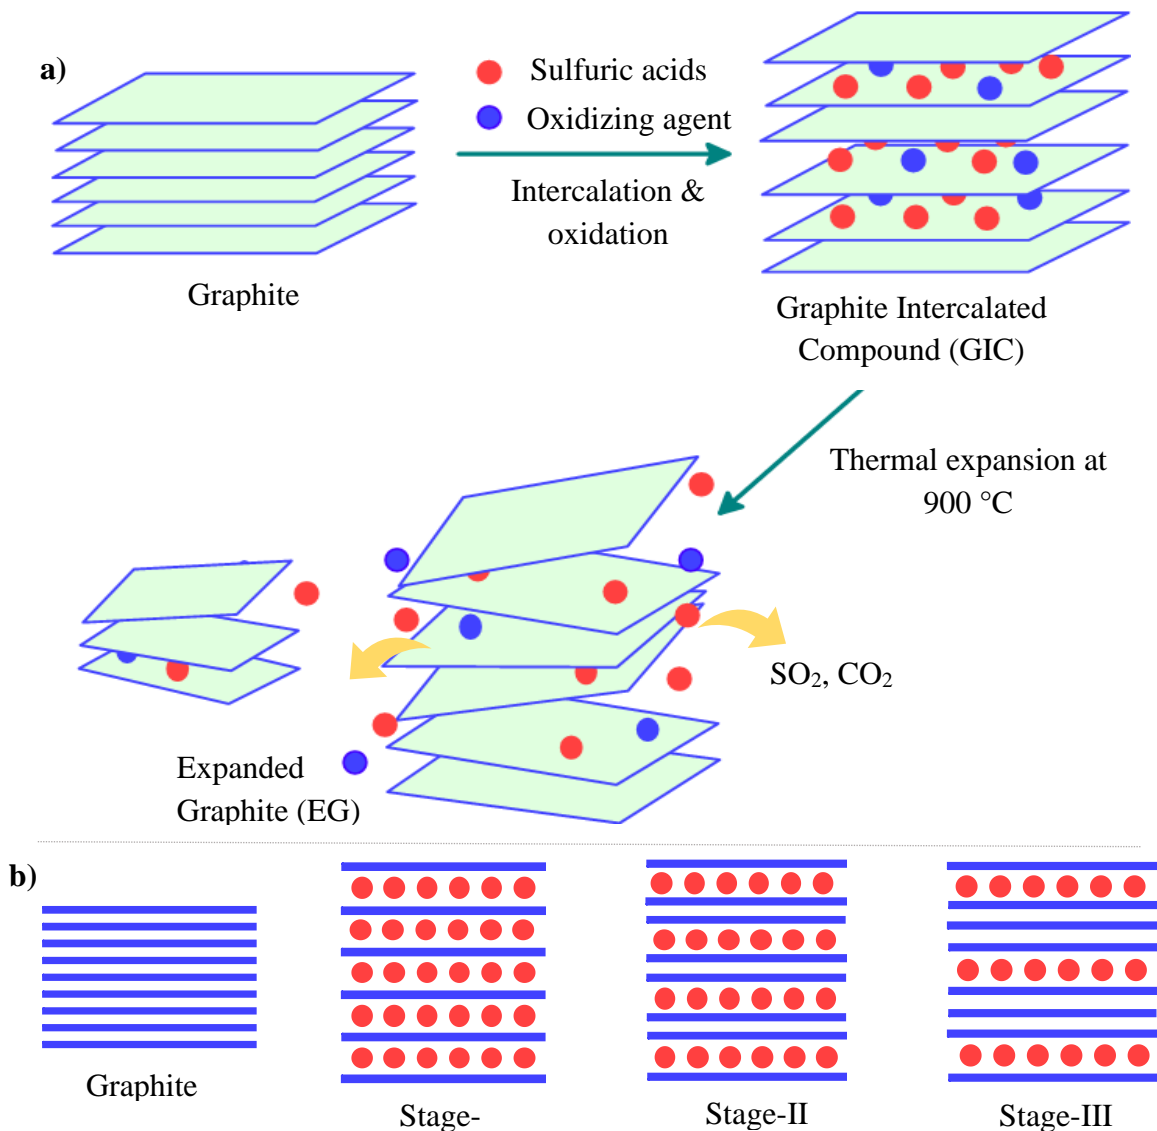 a)
Sulfuric acids
Oxidizing agent
Intercalation &
oxidation
Graphite
Graphite Intercalated
Compound (GIC)
Thermal expansion at
900 °C
SO₂, CO₂
Expanded
Graphite (EG)
b)
Graphite
Stage-
Stage-II
Stage-III